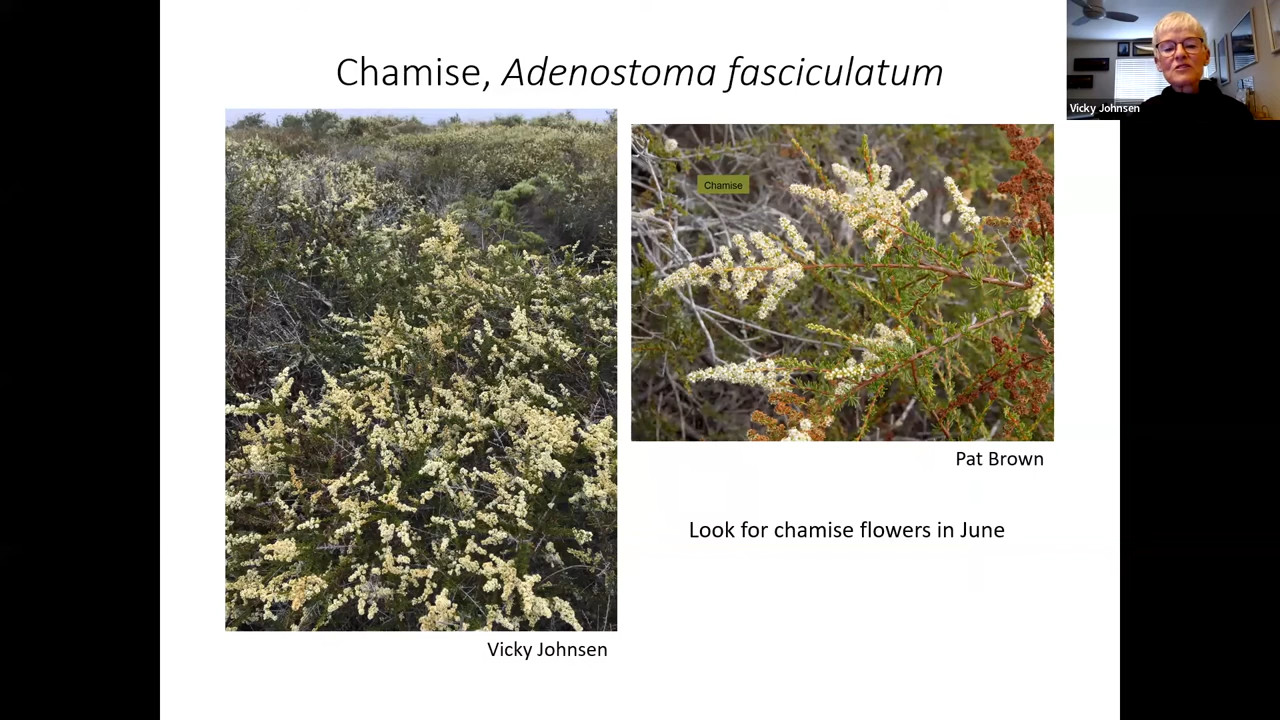 Chamise, Adenostoma fasciculatum
Vicky Johnsen
Chamise
Pat Brown
Look for chamise flowers in June
Vicky Johnsen